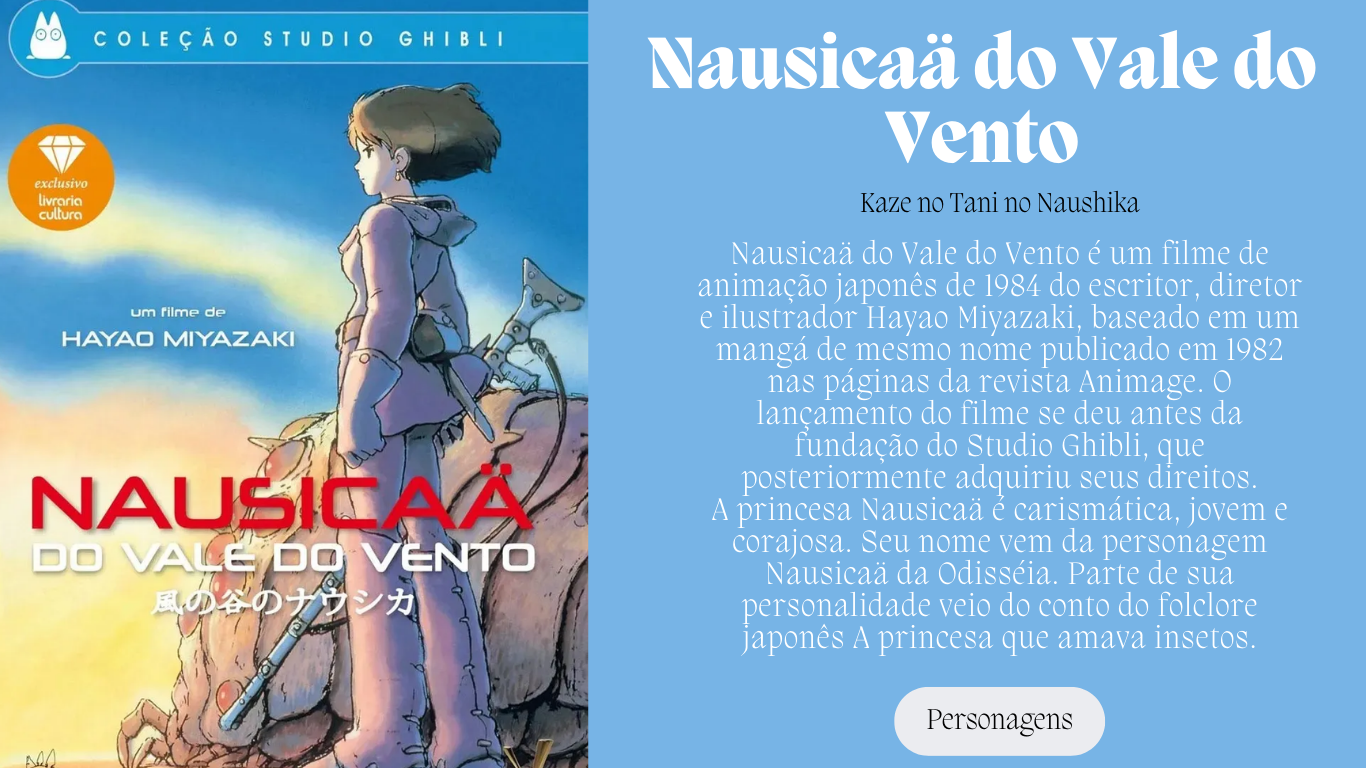 COLEÇÃO STUDIO GHIBLI
exclusivo
livraria
cultura
um filme de
HAYAO MIYAZAKI
NAUSICAÄ
DO VALE DO VENTO
風の谷のナウシカ
Nausicaä do Vale do
Vento
Kaze no Tani no Naushika
Nausicaä do Vale do Vento é um filme de
animação japonês de 1984 do escritor, diretor
e ilustrador Hayao Miyazaki, baseado em um
mangá de mesmo nome publicado em 1982
nas páginas da revista Animage. O
lançamento do filme se deu antes da
fundação do Studio Ghibli, que
posteriormente adquiriu seus direitos.
A princesa Nausicaä é carismática, jovem e
corajosa. Seu nome vem da personagem
Nausicaä da Odisséia. Parte de sua
personalidade veio do conto do folclore
japonês A princesa que amava insetos.
Personagens